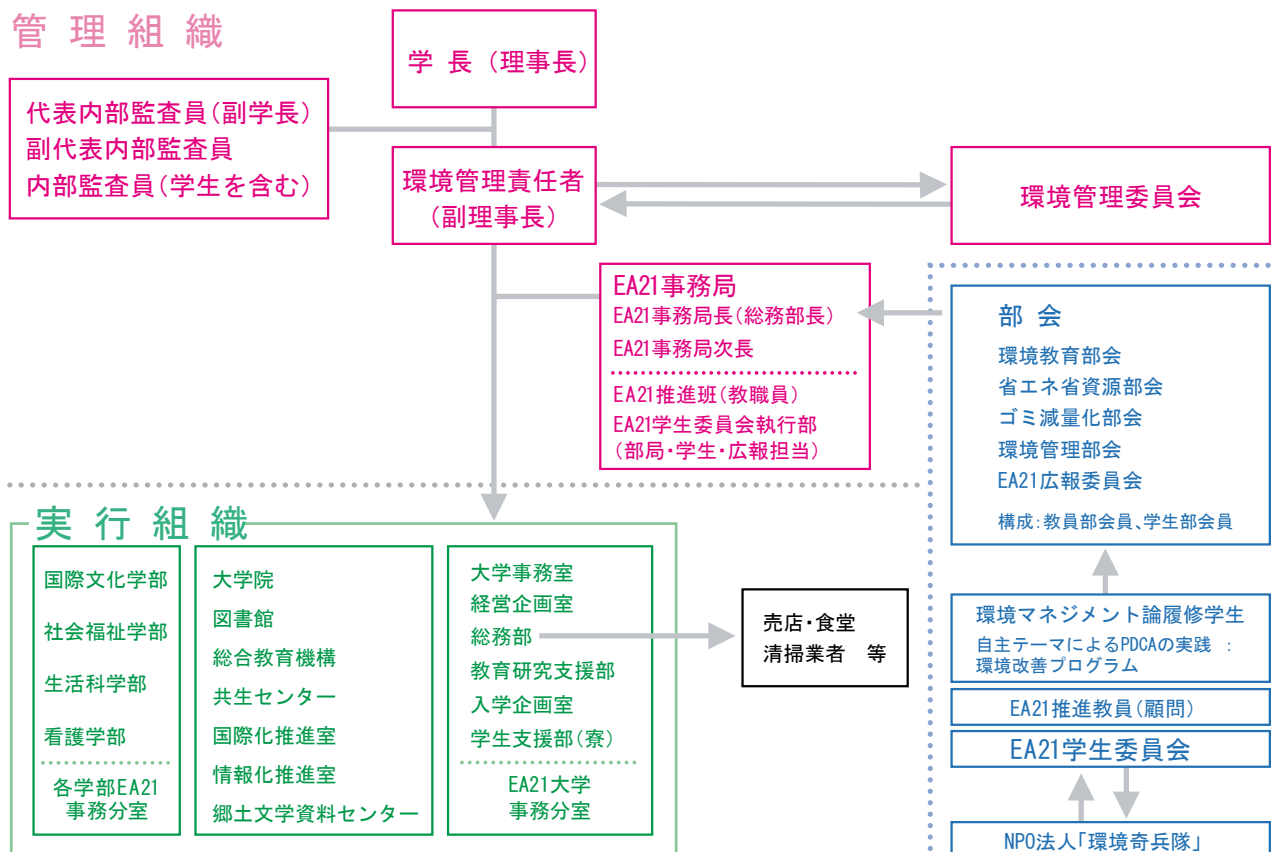 管理組織
学 長（理事長）
代表内部監査員（副学長）
副代表内部監査員
内部監査員（学生を含む）
環境管理責任者
（副理事長）
環境管理委員会
EA21事務局
EA21事務局長（総務部長）
EA21事務局次長
EA21推進班（教職員）
EA21学生委員会執行部
（部局・学生・広報担当）
部 会
環境教育部会
省エネ省資源部会
ゴミ減量化部会
環境管理部会
EA21広報委員会
構成：教員部会員、学生部会員
環境マネジメント論履修学生
自主テーマによるPDCAの実践 ：
環境改善プログラム
EA21推進教員（顧問）
EA21学生委員会
NPO法人「環境奇兵隊」
実行組織
国際文化学部
社会福祉学部
生活科学部
看護学部
各学部EA21
事務分室
大学院
図書館
総合教育機構
共生センター
国際化推進室
情報化推進室
郷土文学資料センター
大学事務室
経営企画室
総務部
教育研究支援部
入学企画室
学生支援部（寮）
EA21大学
事務分室
売店・食堂
清掃業者 等